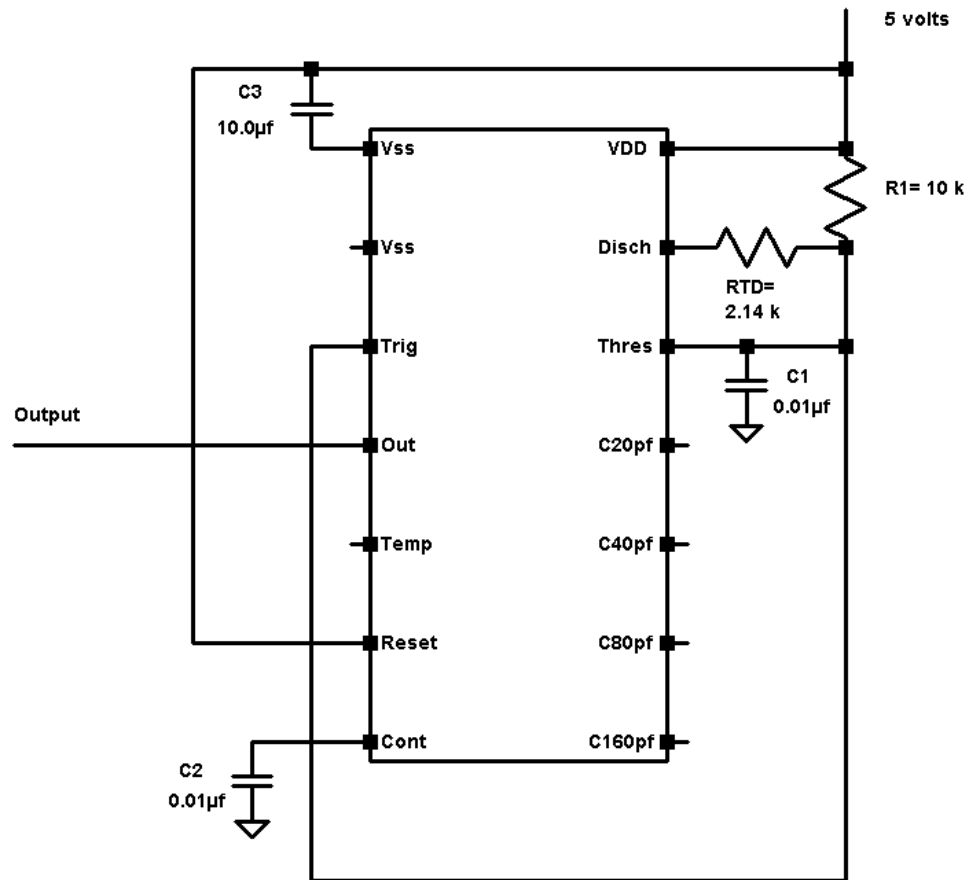 5 volts
C3
10.0µf
Vss
VDD
R1= 10 k
Vss
Disch
RTD=
2.14 k
Trig
Thres
C1
0.01µf
Output
Out
C20pf
Temp
C40pf
Reset
C80pf
Cont
C160pf
C2
0.01µf